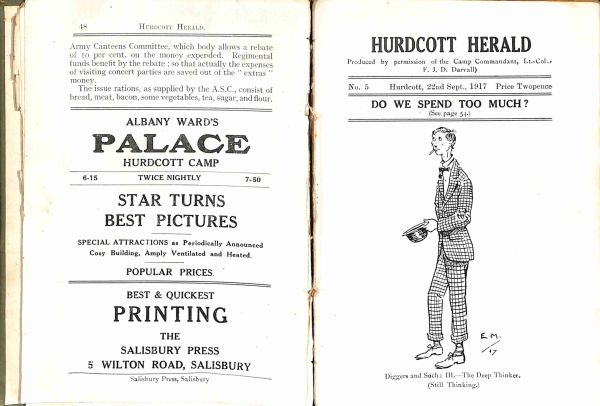 48 HURDCOTT HERALD.
Army Canteens Committee, which body allows a rebate
of 10 per cent. on the money expended. Regimental
funds benefit by the rebate ; so that actually the expenses
of visiting concert parties are saved out of the " extras "
money.
The issue rations, as supplied by the A.S.C., consist of
bread, meat, bacon, some vegetables, tea, sugar, and flour.
ALBANY WARD'S
PALACE
HURDCOTT CAMP
6-15 TWICE NIGHTLY 7-50
STAR TURNS
BEST PICTURES
SPECIAL ATTRACTIONS as Periodically Announced
Cosy Building, Amply Ventilated and Heated.
POPULAR PRICES.
BEST & QUICKEST
PRINTING
THE
SALISBURY PRESS
5 WILTON ROAD, SALISBURY
Salisbury Press, Salisbury
HURDCOTT HERALD
Produced by permission of the Camp Commandant, Lt.-Col.,
F. J. D. Darvall)
No. 5 Hurdcott, 22nd Sept., 1917 Price Twopence
DO WE SPEND TOO MUCH?
(See page 54.)
E.M.
/17
Diggers and Such: III.—The Deep Thinker.
(Still Thinking.)